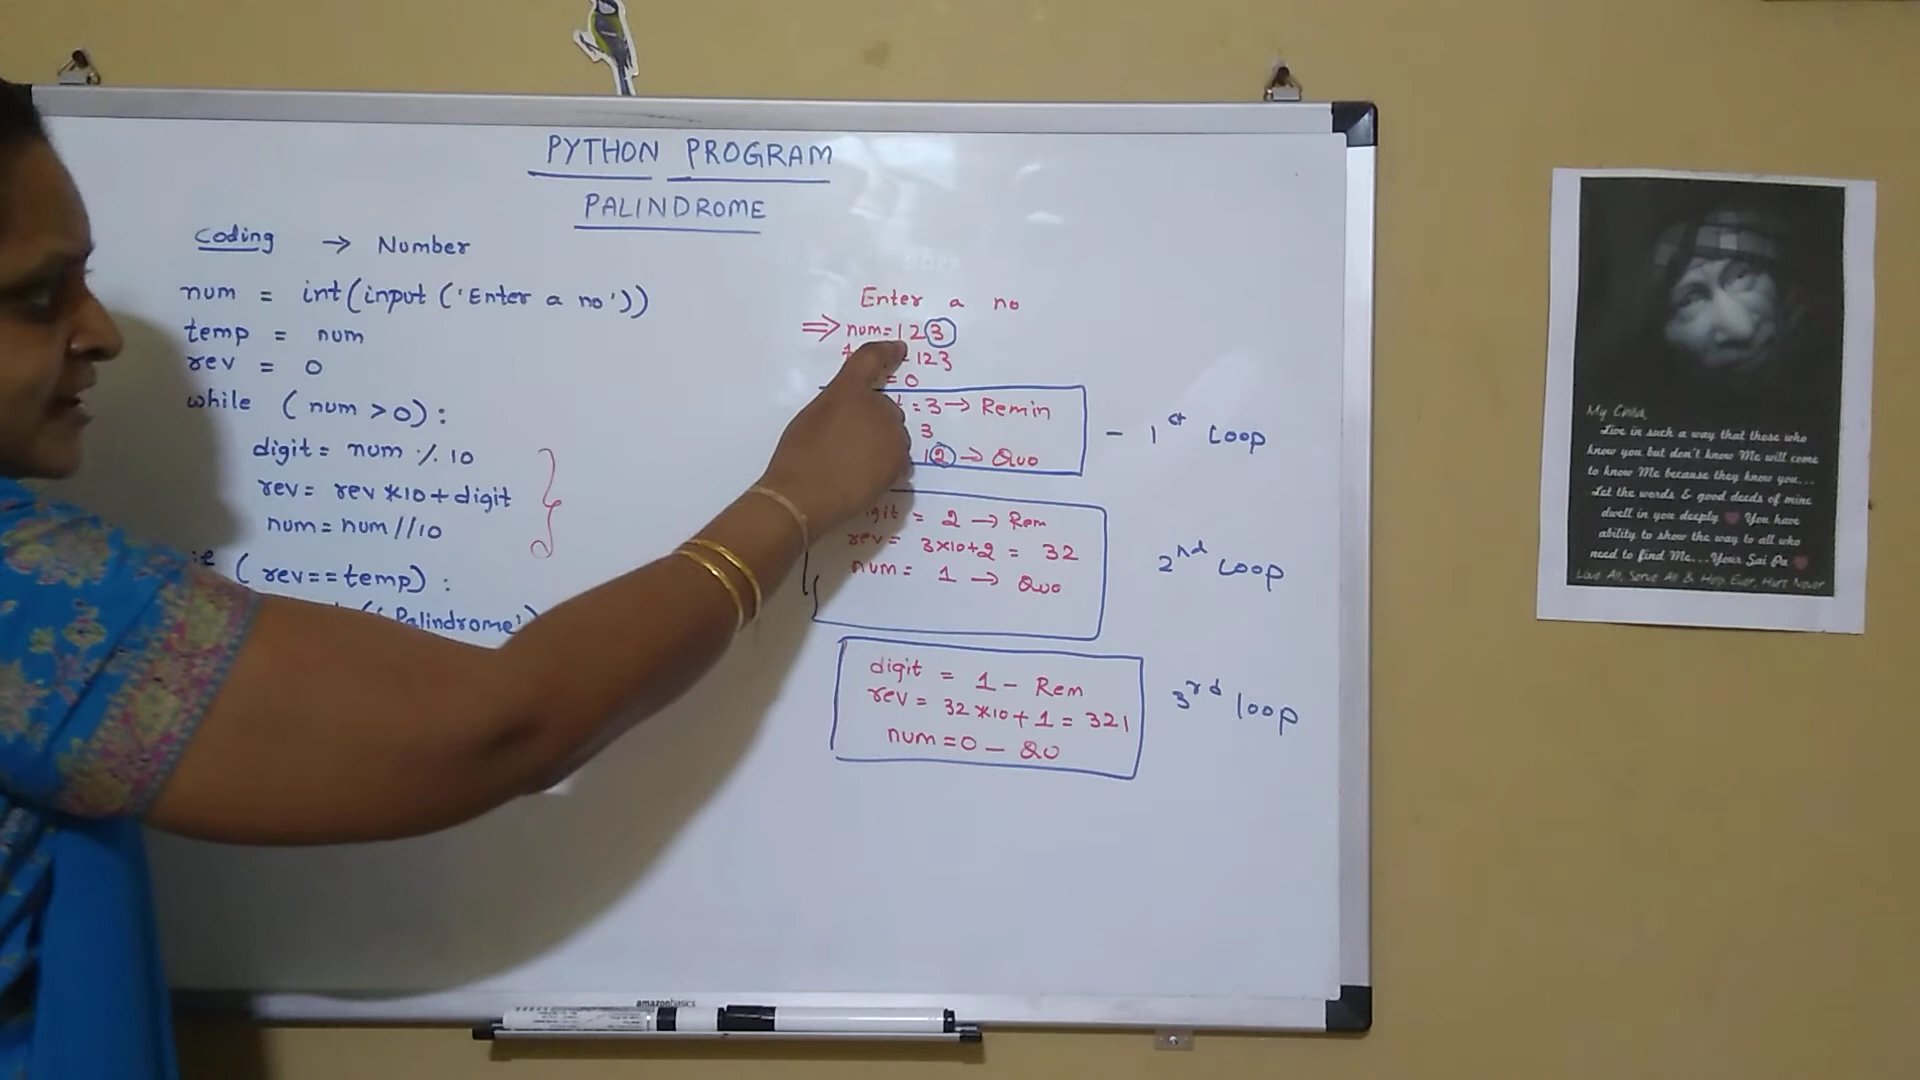 PYTHON PROGRAM
PALINDROME
Coding → Number
num = int(input('Enter a no'))
temp = num
rev = 0
while (num>0):
digit = num % 10
rev = rev*10+digit
num = num//10
(rev==temp):
Palindrome')
Enter a no
⇒ num=123
123
=0
=3→ Remin
3
12 → Quo
= 2 → Rem
rev= 3x10+2 = 32
num= 1 → Quo
digit = 1 - Rem
rev = 32*10+1 = 321
num=0 - QU
- 1st Loop
2nd Loop
3rd loop
amazonbasics
My Child,
Live in such a way that those who
know you but don't know Me will come
to know Me because they know you...
Let the words & good deeds of mine
dwell in you deeply ❤ You have
ability to show the way to all who
need to find Me...Your Sai Pa ❤
Love All, Serve All & Help Ever, Hurt Never